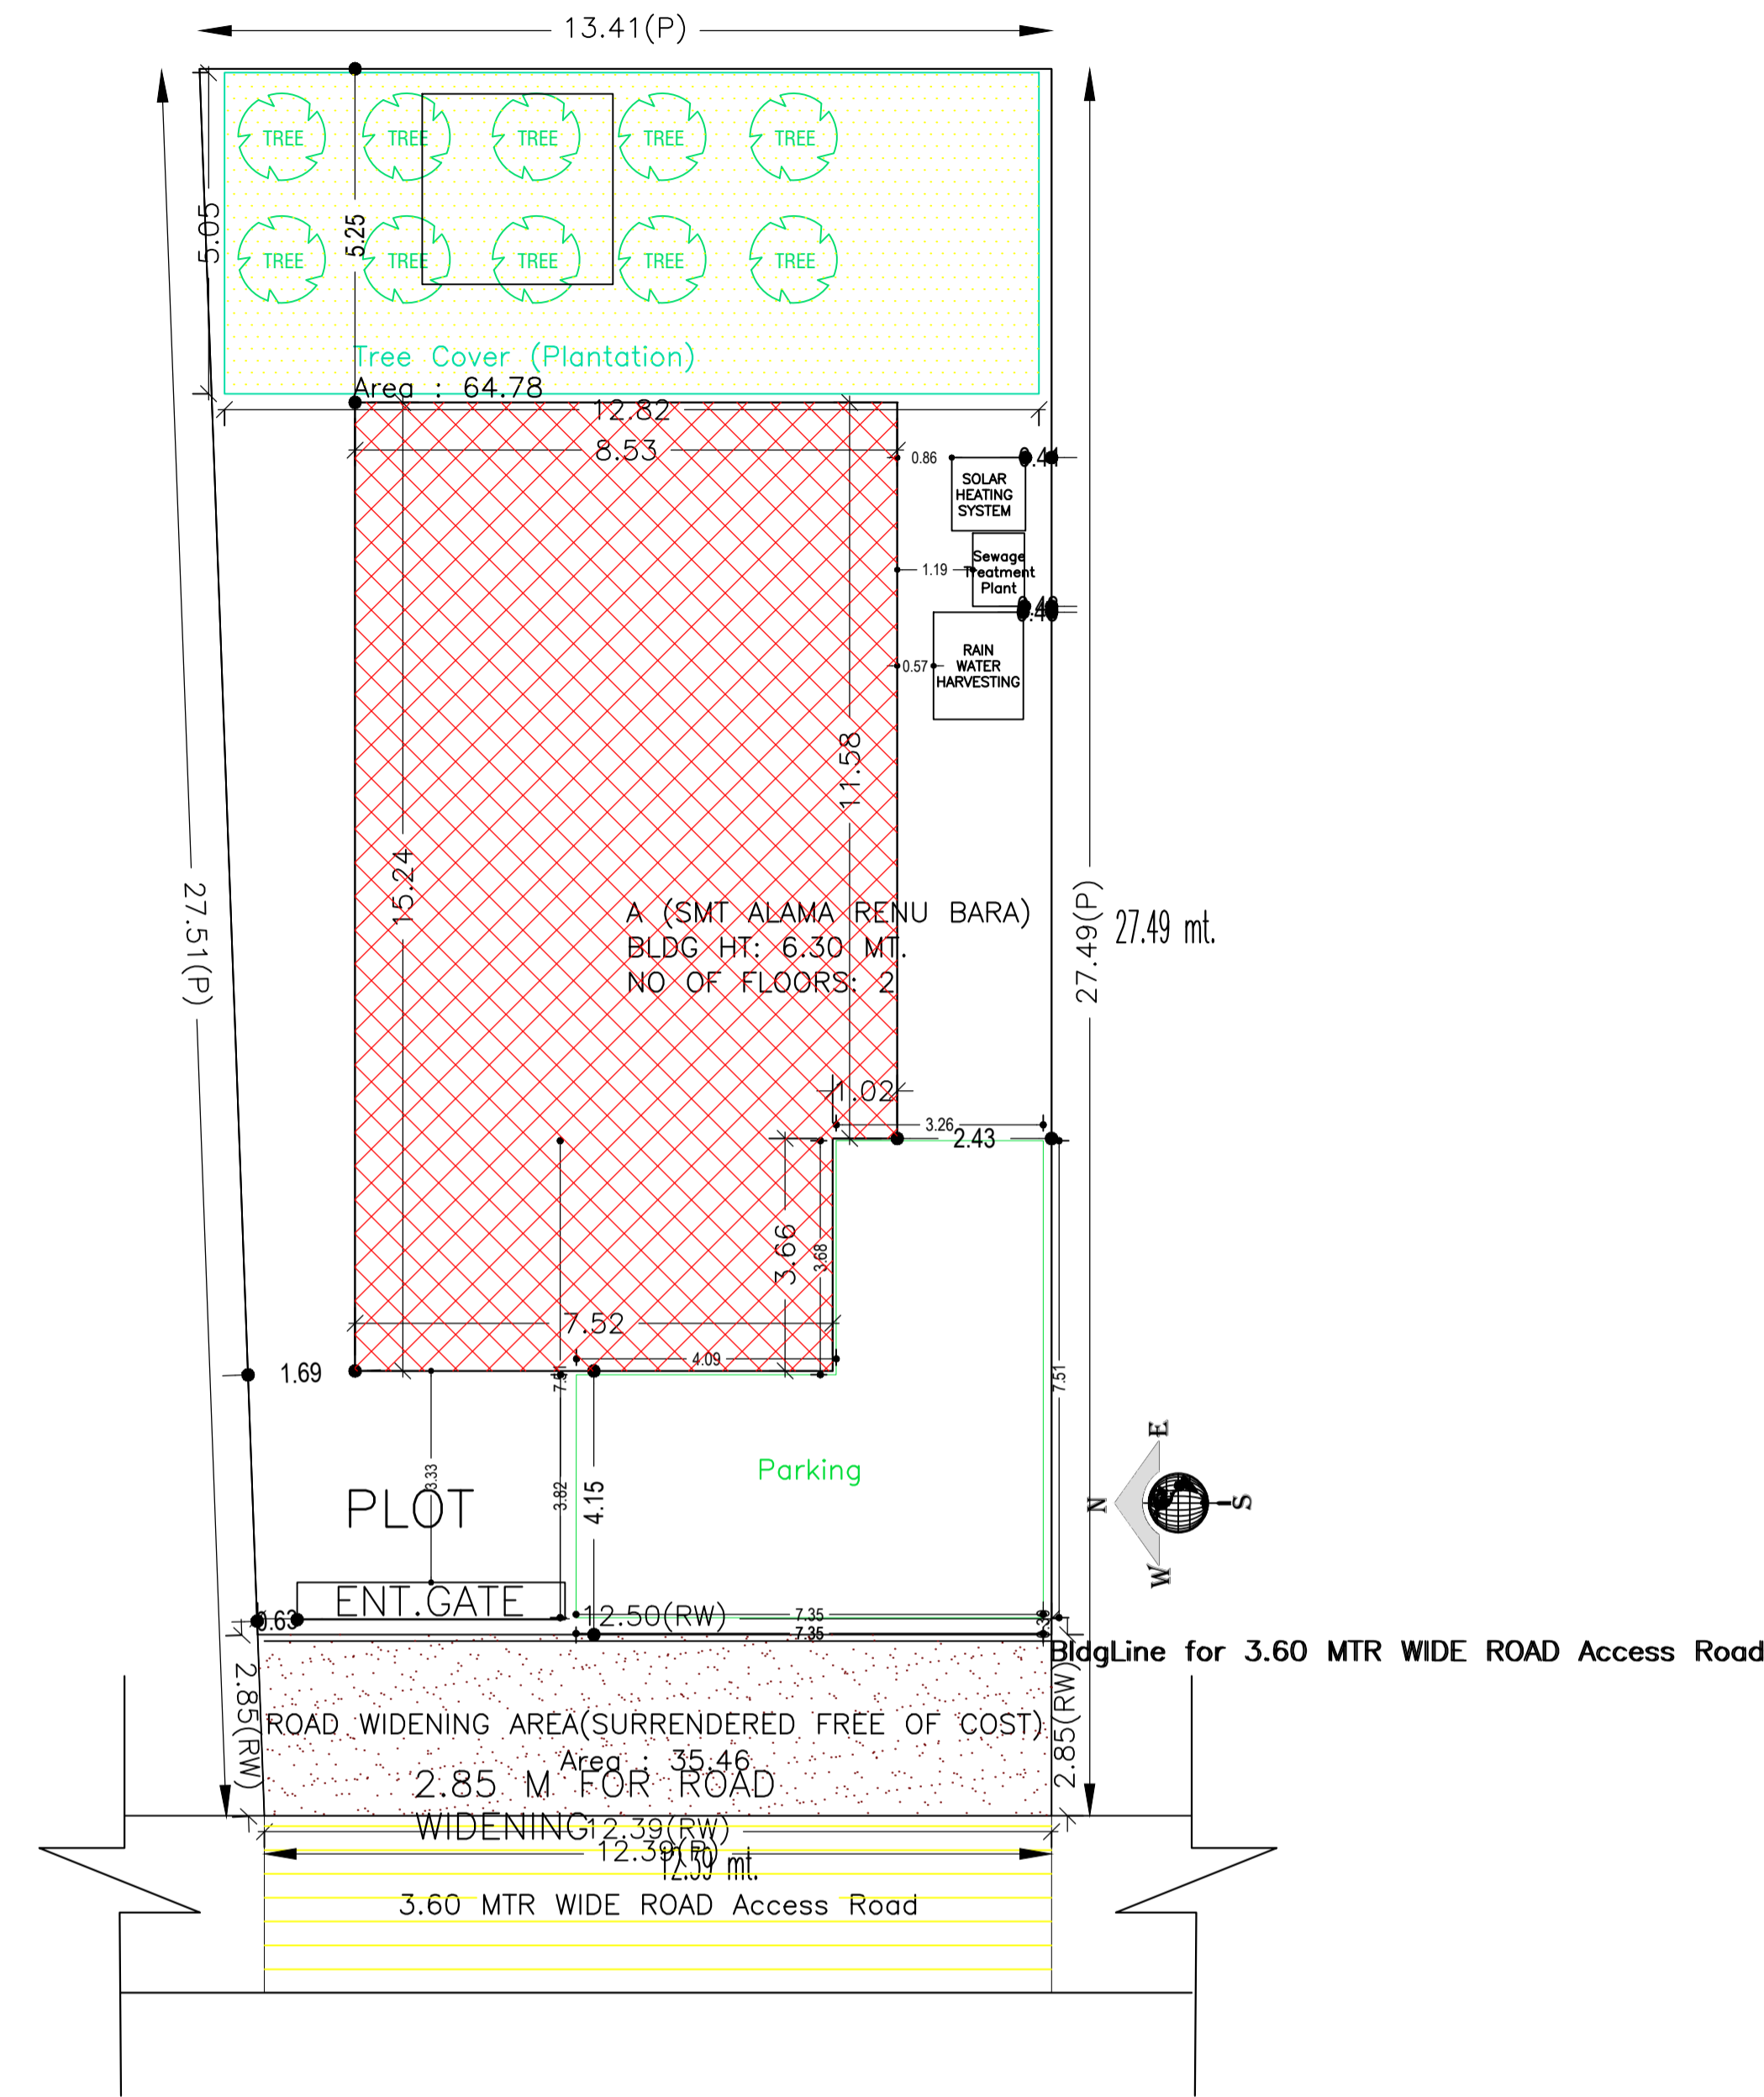 13.41(P)
TREE TREE TREE TREE TREE
5.05
5.25
TREE TREE TREE TREE TREE
Tree Cover (Plantation)
Area : 64.78
12.82
8.53
0.86
SOLAR
HEATING
SYSTEM
1.19
Sewage
Treatment
Plant
0.57
RAIN
WATER
HARVESTING
11.58
15.24
27.51(P)
27.49(P)
27.49 mt.
A (SMT ALAMA RENU BARA)
BLDG HT: 6.30 MT.
NO OF FLOORS: 2
1.02
3.26
2.43
3.66
3.68
7.52
4.09
1.69
7.51
7.51
Parking
3.33
3.82
4.15
PLOT
N
E
S
W
ENT.GATE
0.63
12.50(RW)
7.35
7.35
BldgLine for 3.60 MTR WIDE ROAD Access Road
2.85(RW)
2.85(RW)
ROAD WIDENING AREA(SURRENDERED FREE OF COST)
Area : 35.46
2.85 M FOR ROAD
WIDENING
12.39(RW)
12.39(P)
12.39 mt.
3.60 MTR WIDE ROAD Access Road